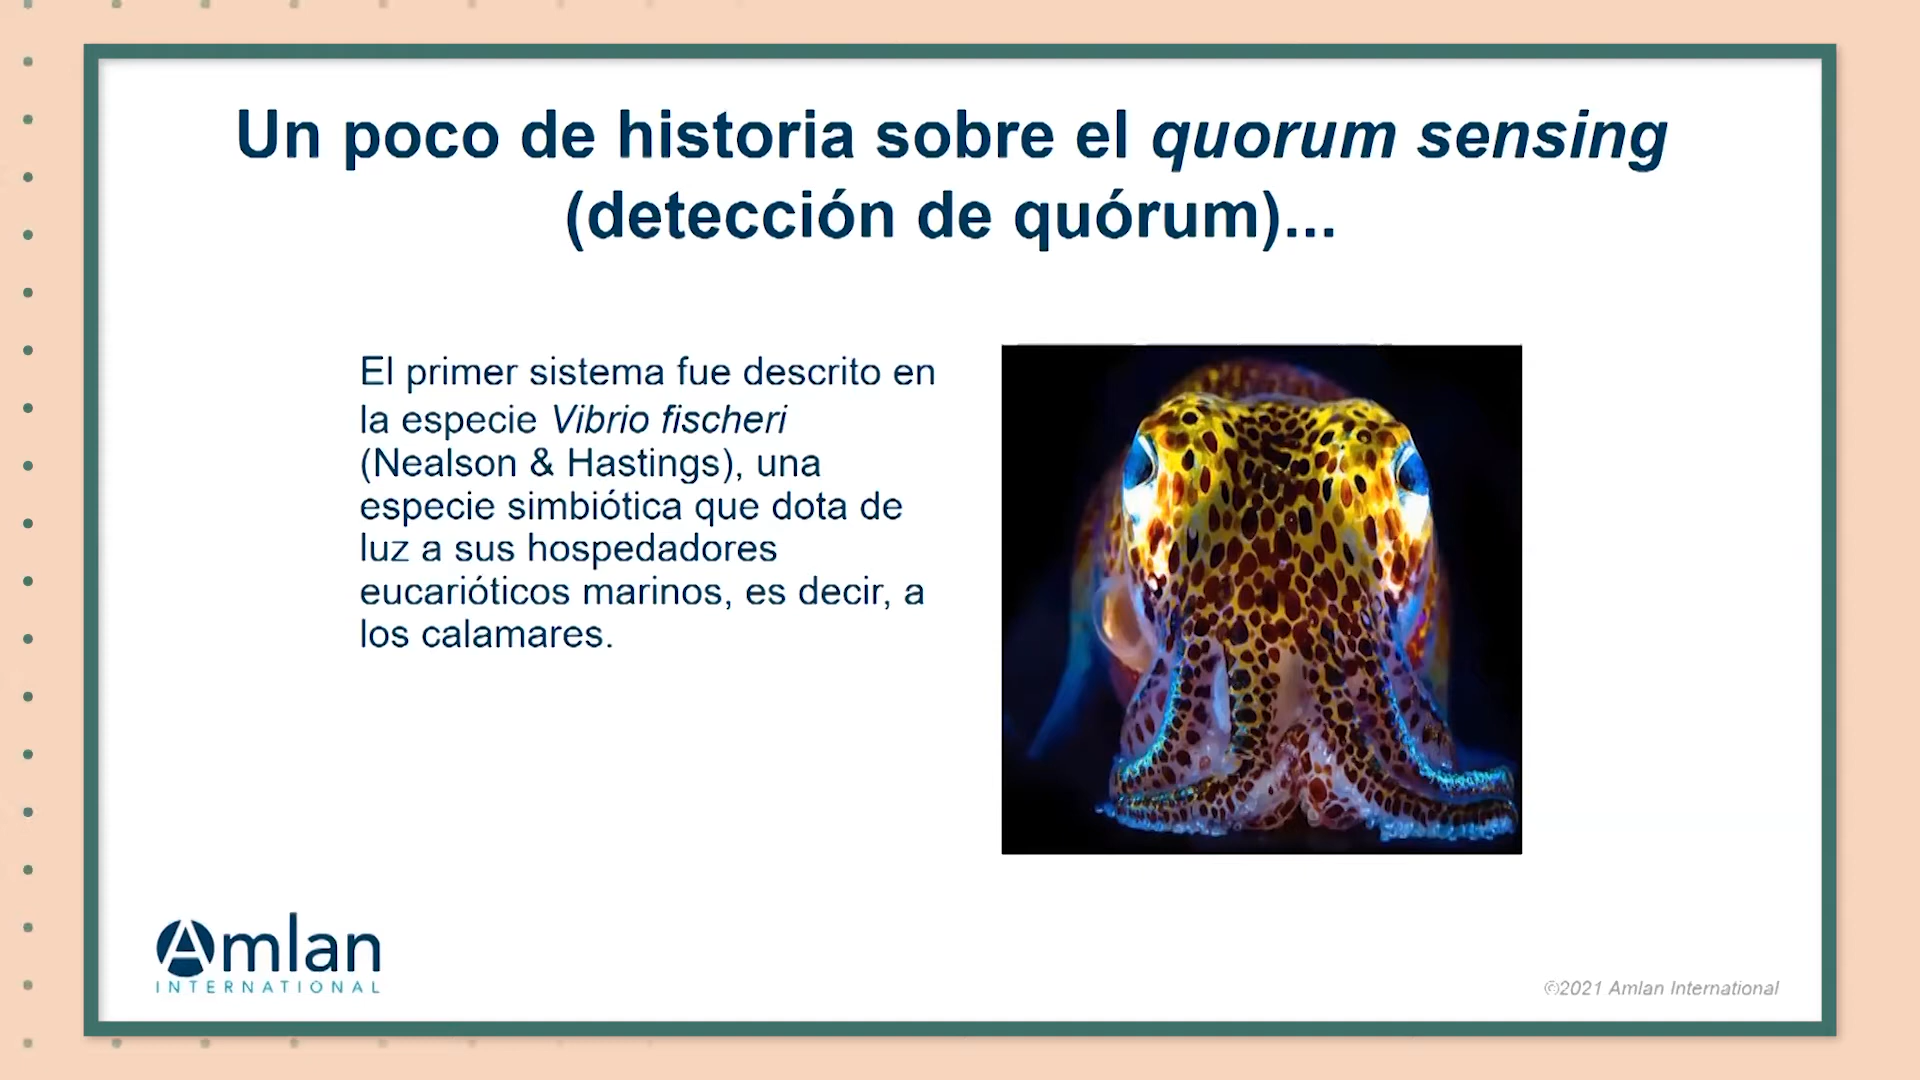 Un poco de historia sobre el quorum sensing
(detección de quórum)...
El primer sistema fue descrito en
la especie Vibrio fischeri
(Nealson & Hastings), una
especie simbiótica que dota de
luz a sus hospedadores
eucarióticos marinos, es decir, a
los calamares.
Amlan
INTERNATIONAL
©2021 Amlan International